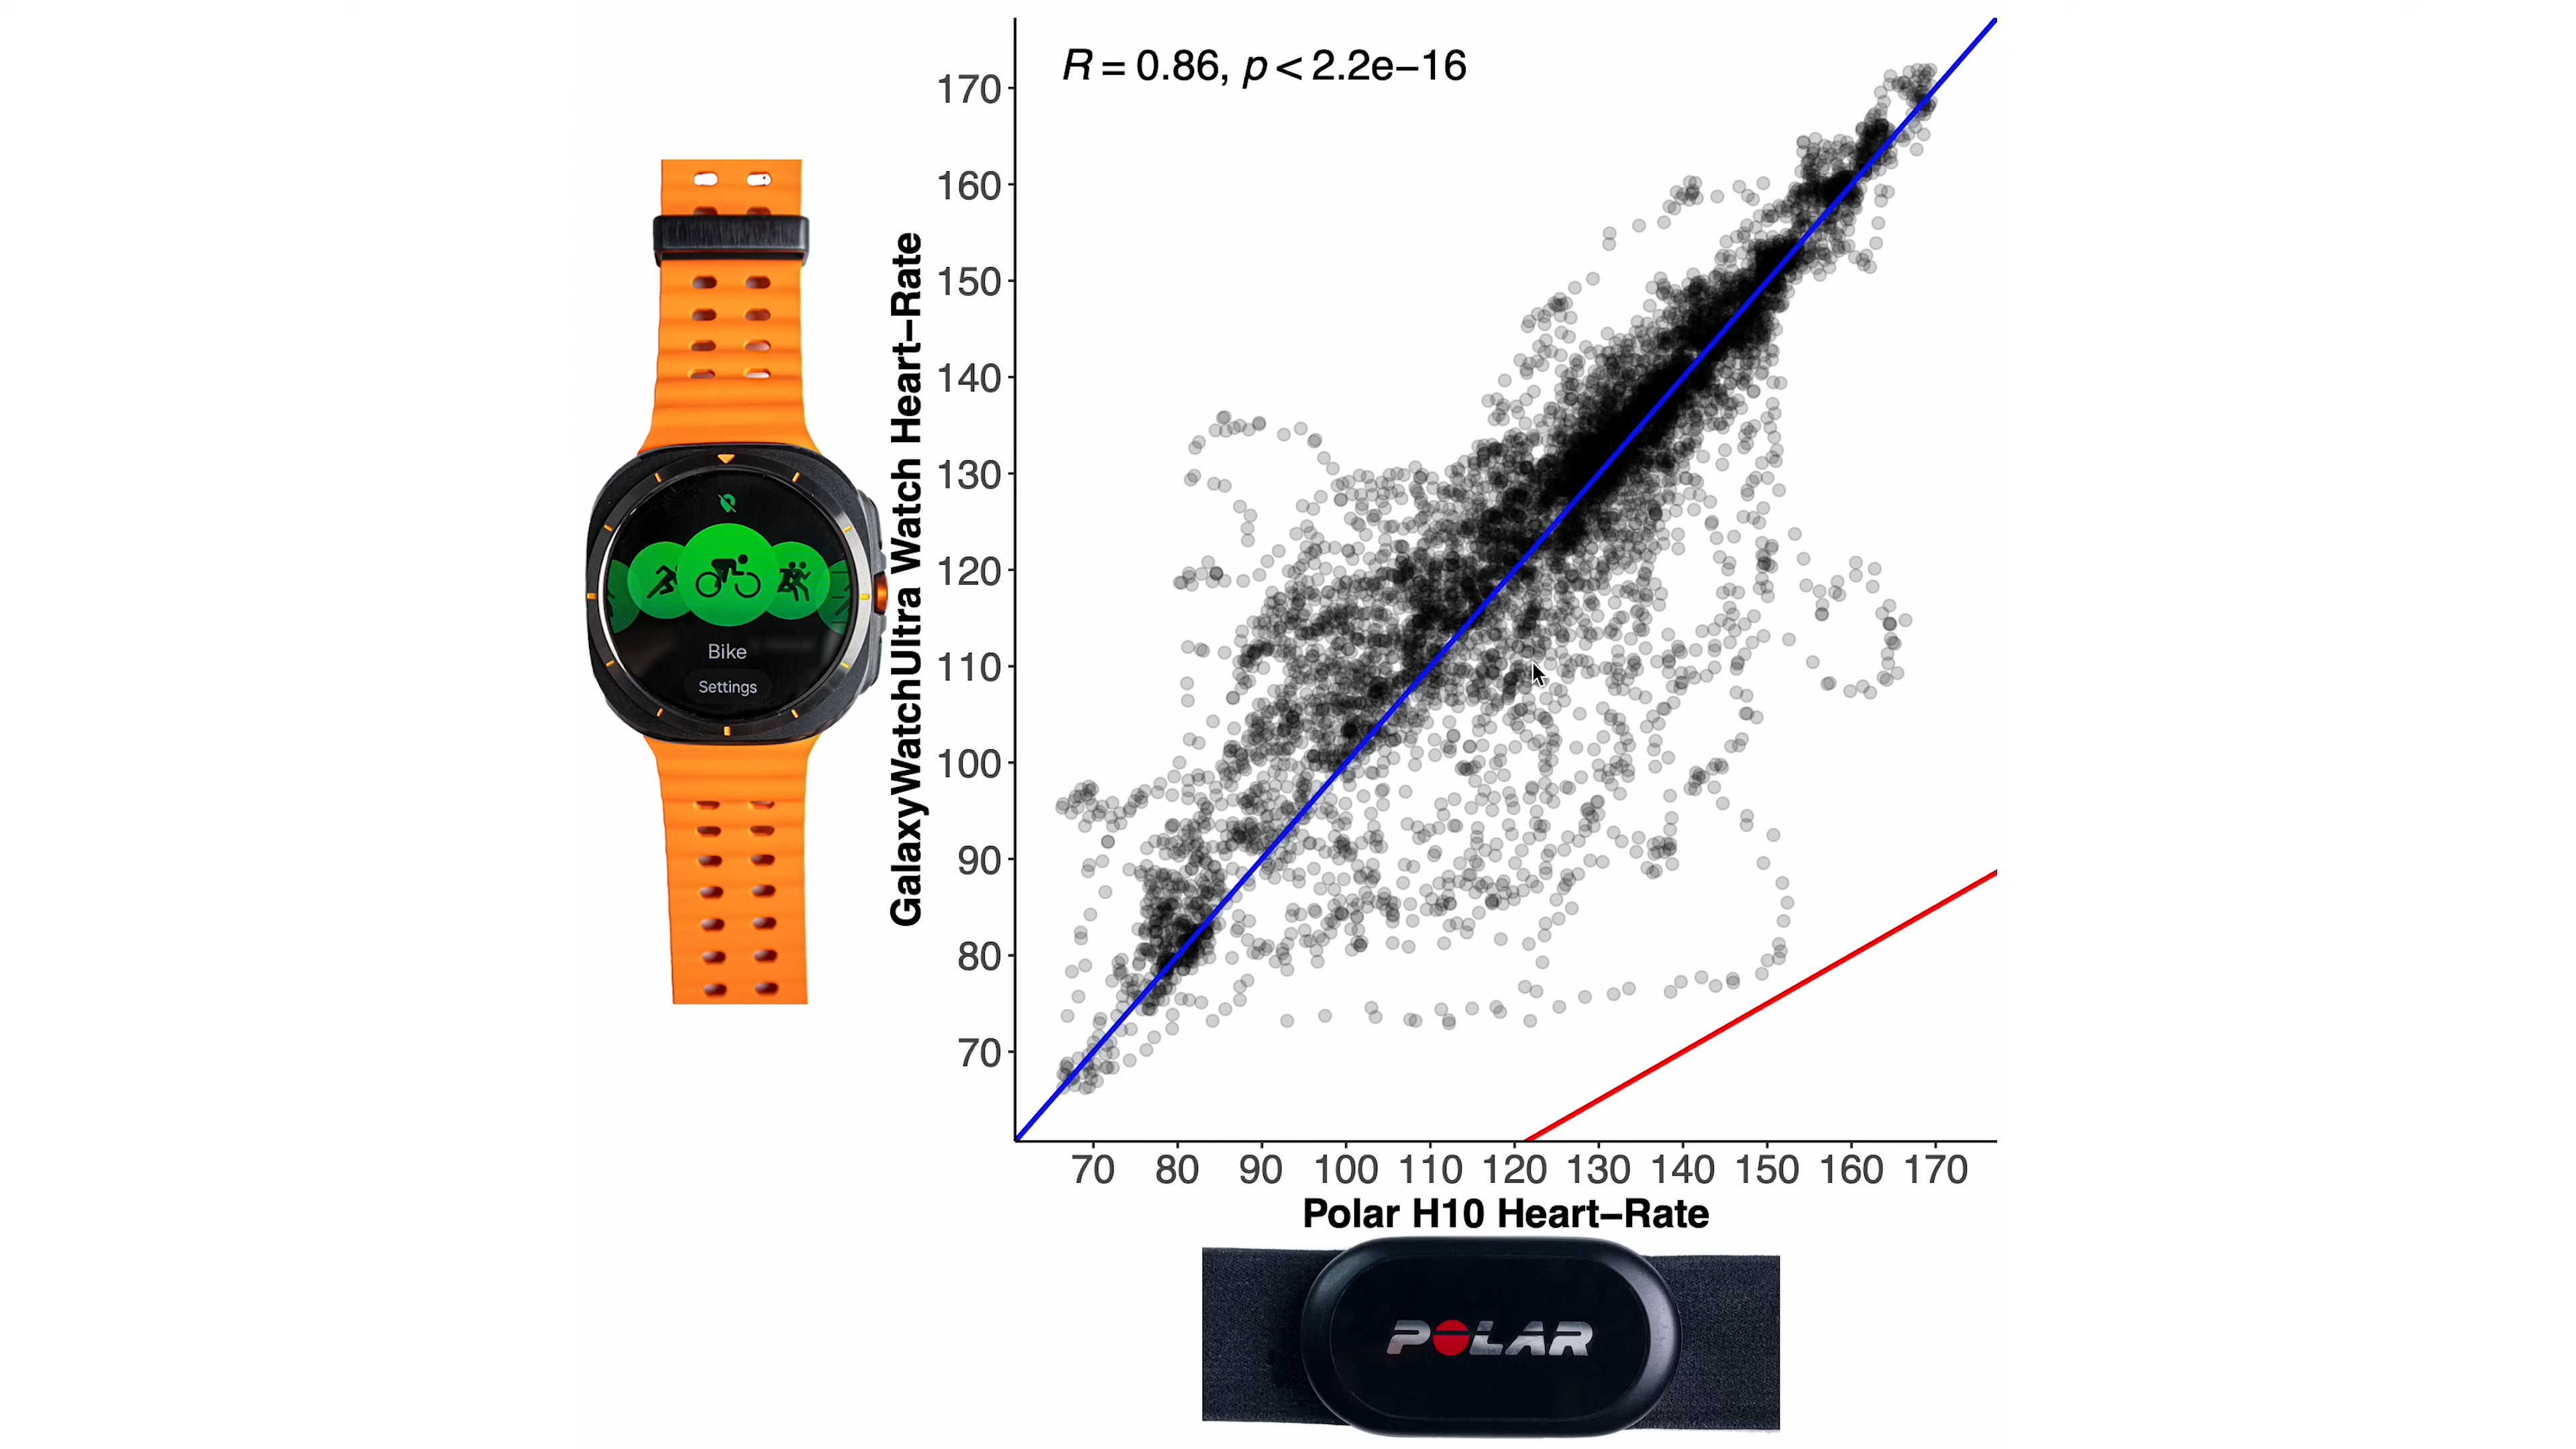 R = 0.86, p < 2.2e−16
GalaxyWatchUltra Watch Heart−Rate
170
160
150
140
130
120
110
100
90
80
70
70 80 90 100 110 120 130 140 150 160 170
Polar H10 Heart−Rate
Bike
Settings
POLAR